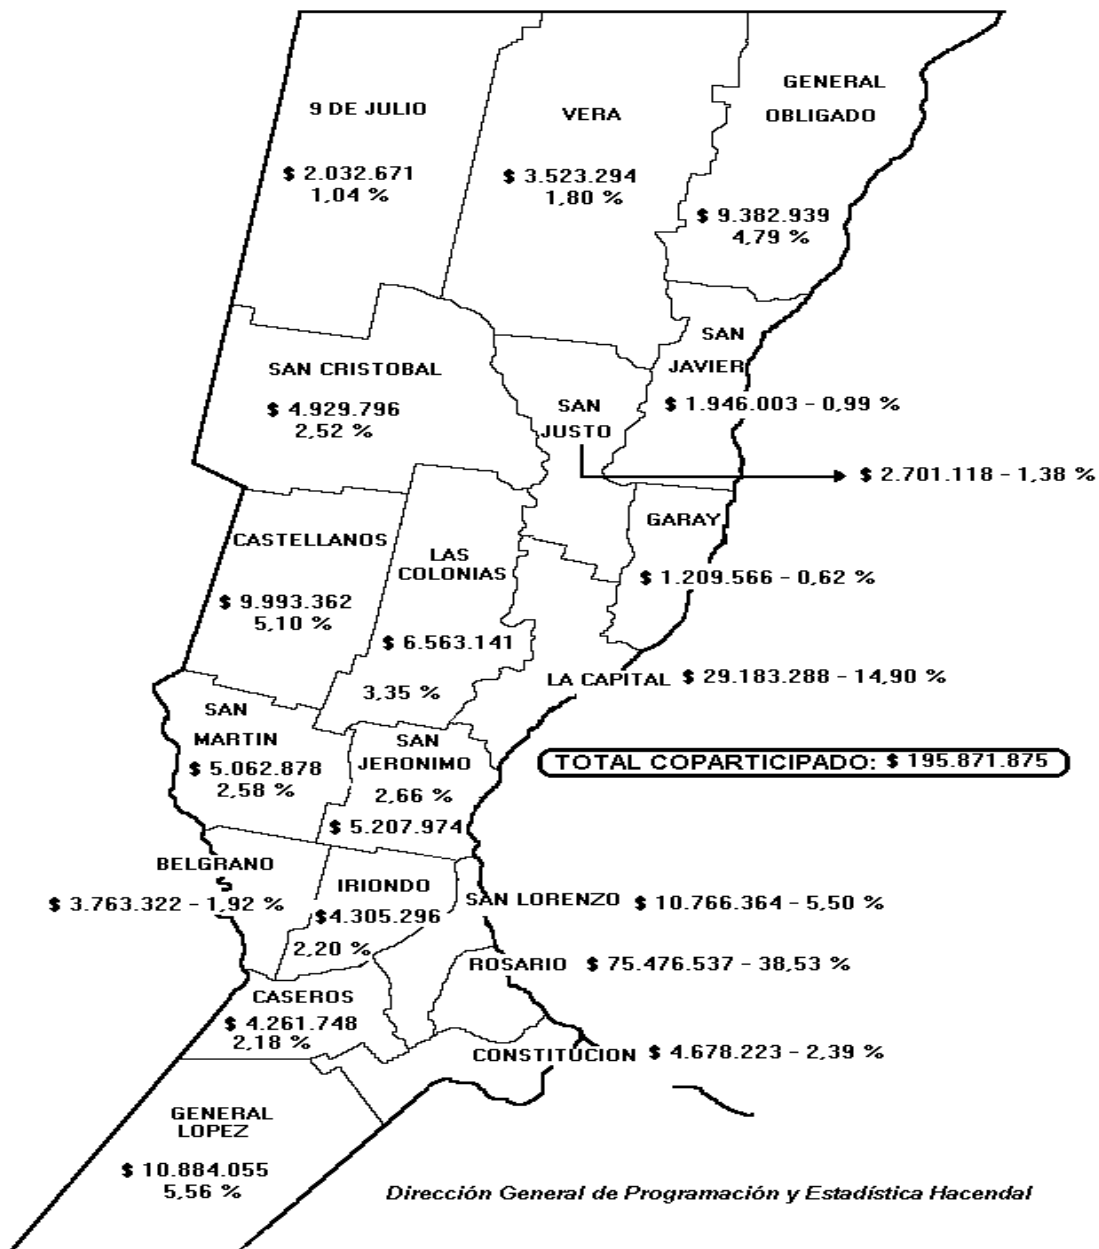 9 DE JULIO
$ 2.032.671
1,04 %
VERA
$ 3.523.294
1,80 %
GENERAL
OBLIGADO
$ 9.382.939
4,79 %
SAN CRISTOBAL
$ 4.929.796
2,52 %
SAN
JUSTO
$ 2.701.118 - 1,38 %
SAN
JAVIER
$ 1.946.003 - 0,99 %
CASTELLANOS
$ 9.993.362
5,10 %
LAS
COLONIAS
$ 6.563.141
3,35 %
GARAY
$ 1.209.566 - 0,62 %
LA CAPITAL $ 29.183.288 - 14,90 %
SAN
MARTIN
$ 5.062.878
2,58 %
SAN
JERONIMO
2,66 %
$ 5.207.974
TOTAL COPARTICIPADO: $ 195.871.875
BELGRANO
$ 3.763.322 - 1,92 %
IRIONDO
$4.305.296
2,20 %
SAN LORENZO $ 10.766.364 - 5,50 %
ROSARIO $ 75.476.537 - 38,53 %
CASEROS
$ 4.261.748
2,18 %
CONSTITUCION $ 4.678.223 - 2,39 %
GENERAL
LOPEZ
$ 10.884.055
5,56 %
Dirección General de Programación y Estadística Hacendal